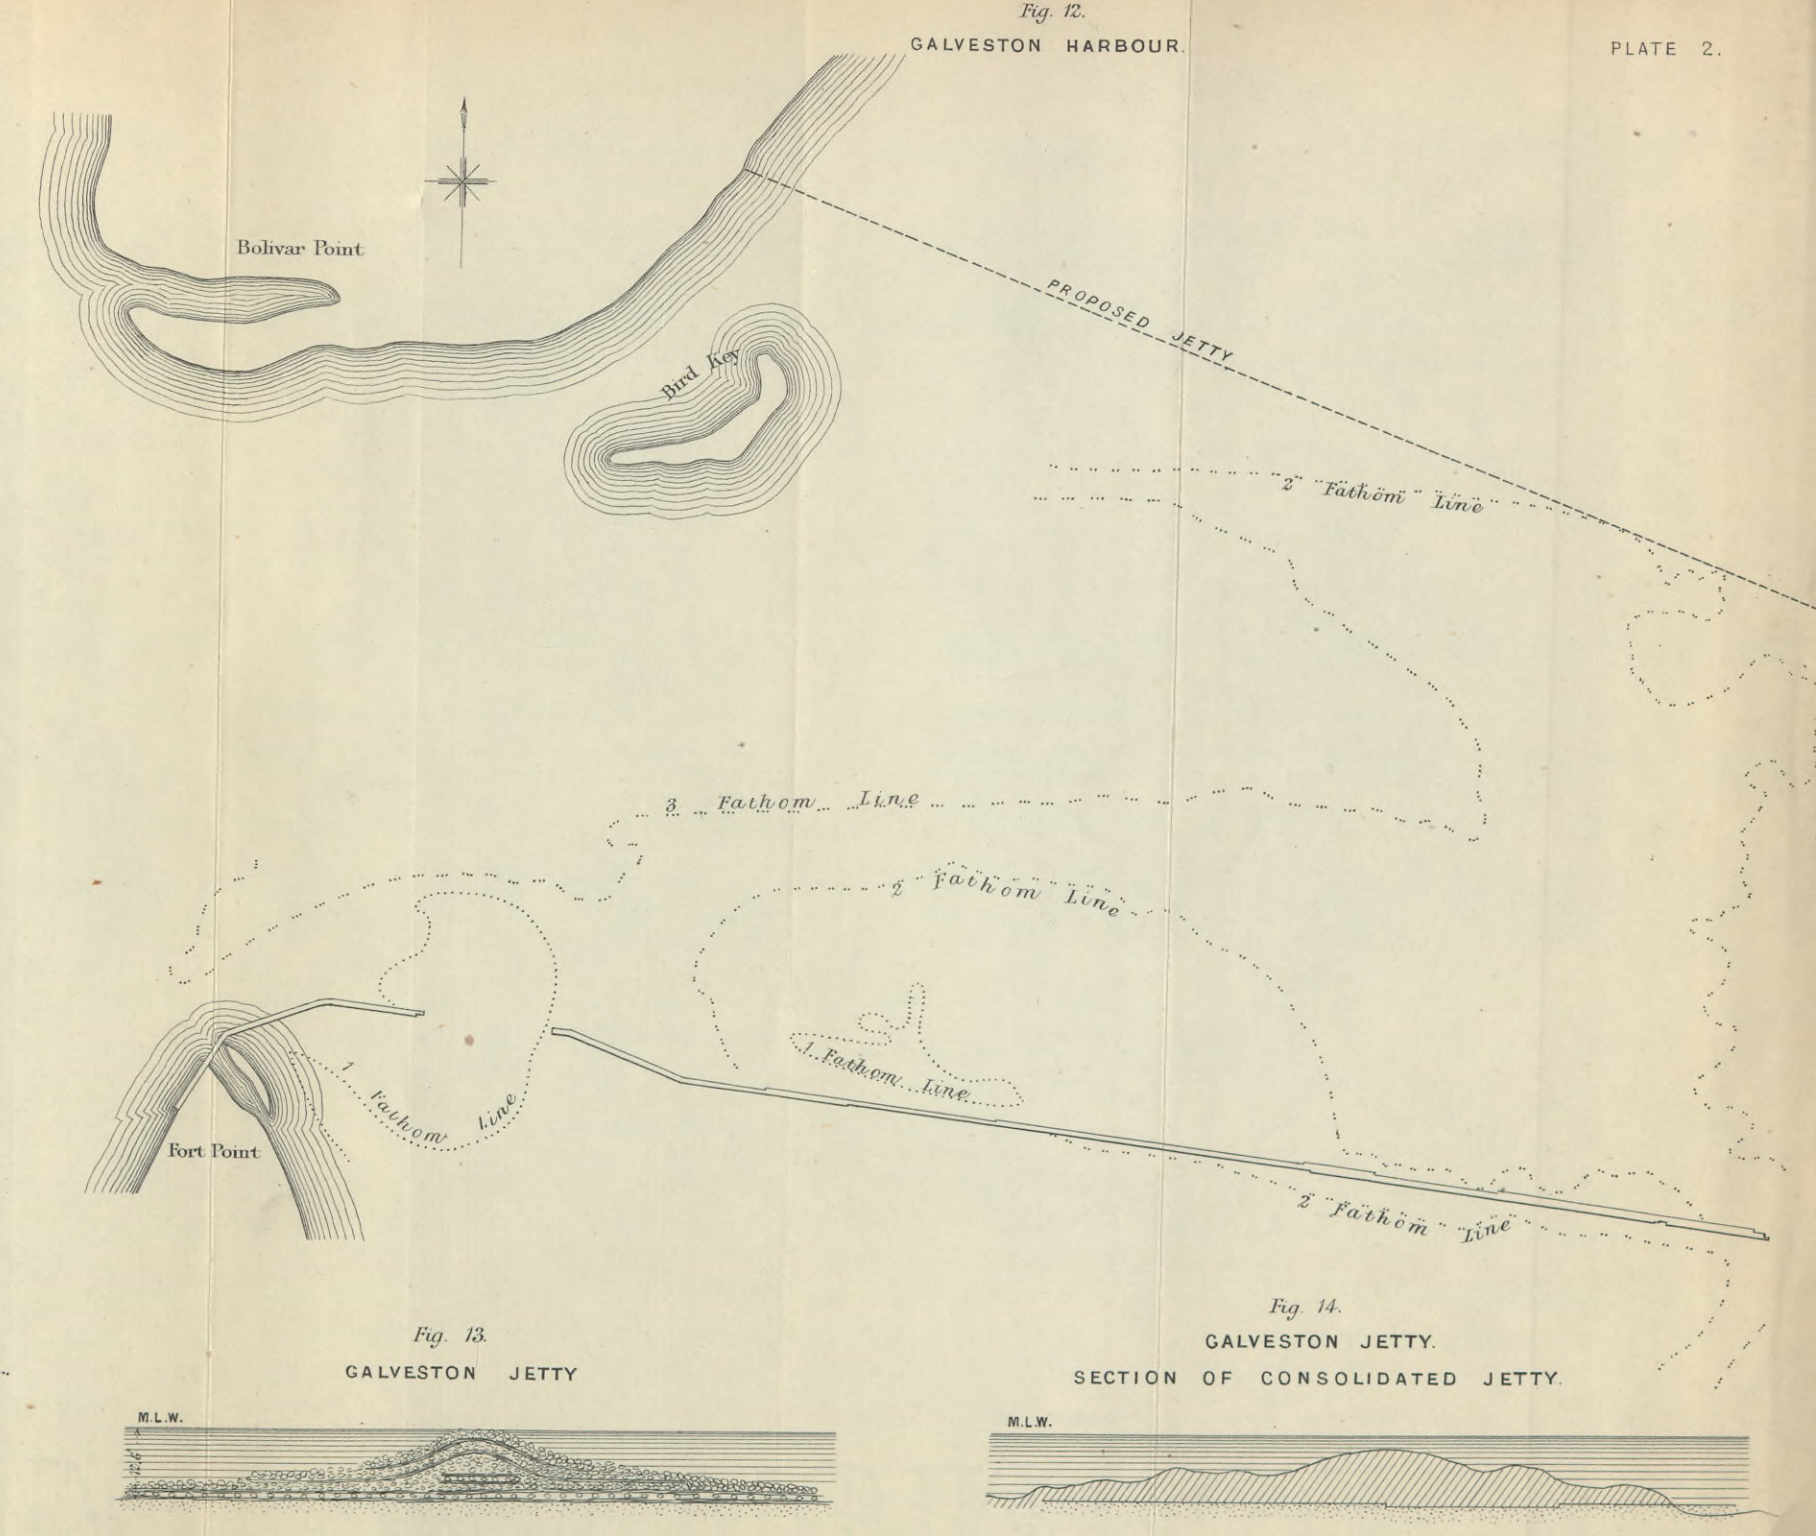 Fig. 12.
GALVESTON HARBOUR.
PLATE 2.
Bolivar Point
Bird Key
PROPOSED JETTY
2 Fathom Line
3 Fathom Line
2 Fathom Line
1 Fathom Line
1 Fathom Line
Fort Point
2 Fathom Line
Fig. 13.
GALVESTON JETTY
M.L.W.
Fig. 14.
GALVESTON JETTY.
SECTION OF CONSOLIDATED JETTY.
M.L.W.